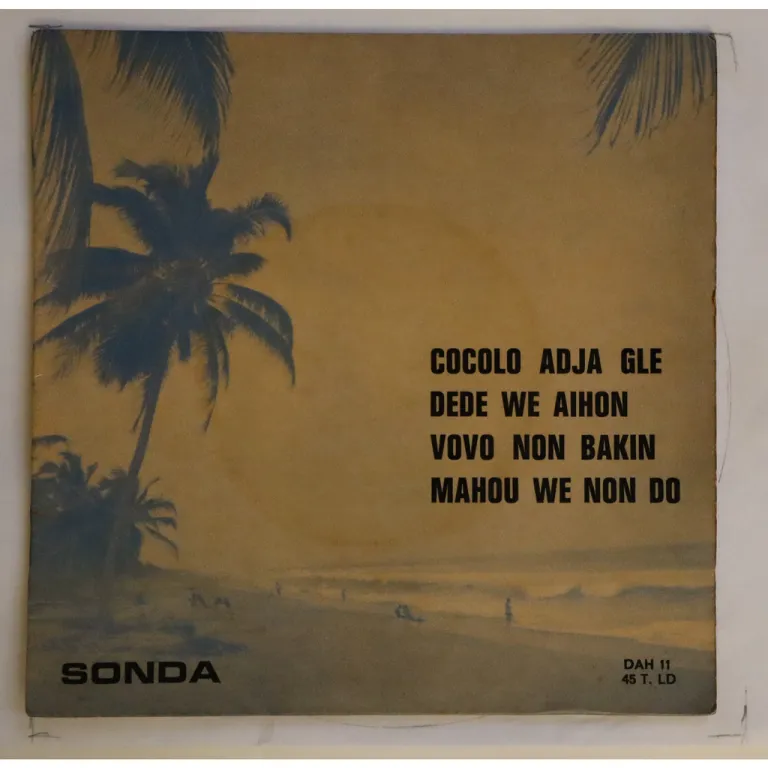 COCOLO ADJA GLE
DEDE WE AIHON
VOVO NON BAKIN
MAHOU WE NON DO
SONDA
DAH 11
45 T. LD